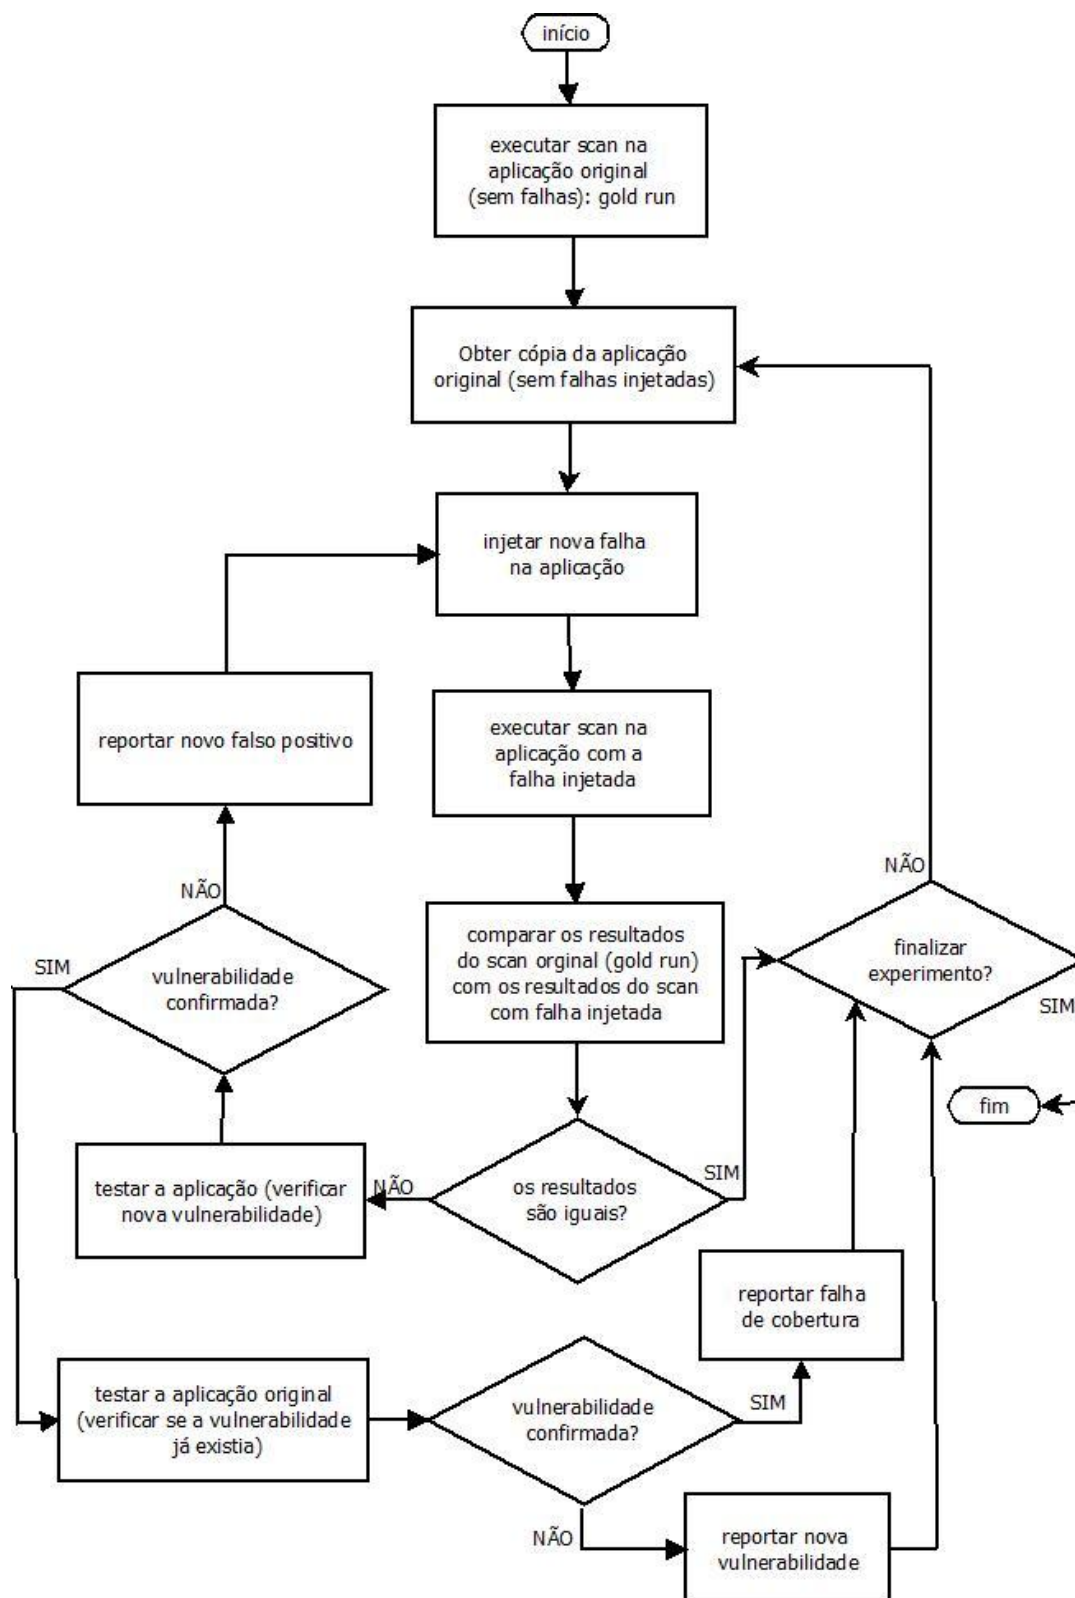 início
executar scan na
aplicação original
(sem falhas): gold run
Obter cópia da aplicação
original (sem falhas injetadas)
injetar nova falha
na aplicação
reportar novo falso positivo
executar scan na
aplicação com a
falha injetada
NÃO
NÃO
comparar os resultados
do scan orginal (gold run)
com os resultados do scan
com falha injetada
finalizar
experimento?
SIM
vulnerabilidade
confirmada?
SIM
fim
testar a aplicação (verificar
nova vulnerabilidade)
NÃO
os resultados
são iguais?
SIM
reportar falha
de cobertura
testar a aplicação original
(verificar se a vulnerabilidade
já existia)
vulnerabilidade
confirmada?
SIM
NÃO
reportar nova
vulnerabilidade